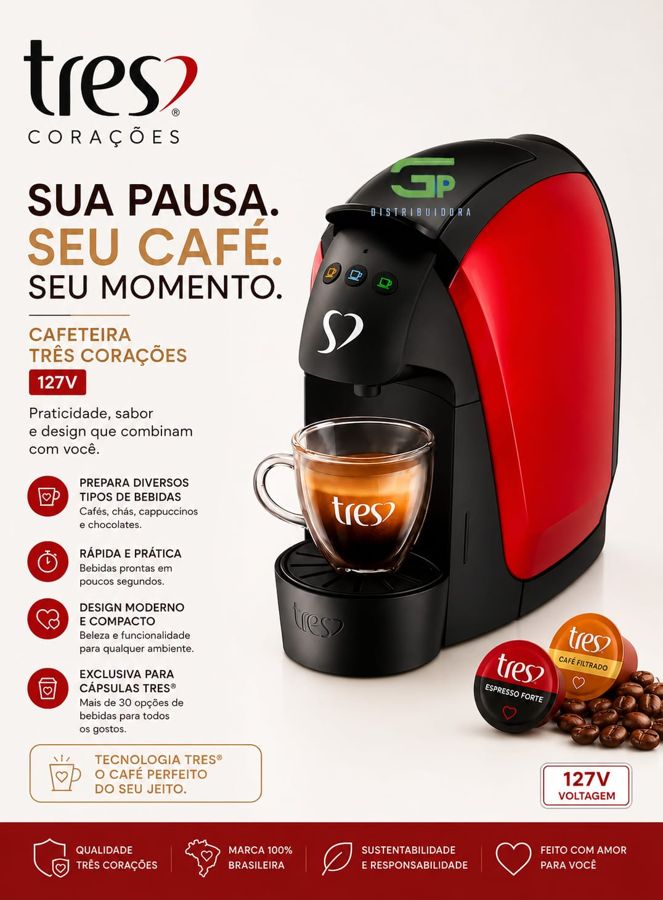 tres
®
CORAÇÕES
SUA PAUSA.
SEU CAFÉ.
SEU MOMENTO.
CAFETEIRA
TRÊS CORAÇÕES
127V
Praticidade, sabor
e design que combinam
com você.
PREPARA DIVERSOS
TIPOS DE BEBIDAS
Cafés, chás, cappuccinos
e chocolates.
RÁPIDA E PRÁTICA
Bebidas prontas em
poucos segundos.
DESIGN MODERNO
E COMPACTO
Beleza e funcionalidade
para qualquer ambiente.
EXCLUSIVA PARA
CÁPSULAS TRES®
Mais de 30 opções de
bebidas para todos
os gostos.
TECNOLOGIA TRES®
O CAFÉ PERFEITO
DO SEU JEITO.
GP
DISTRIBUIDORA
tres
tres
tres
CAFÉ FILTRADO
tres
ESPRESSO FORTE
127V
VOLTAGEM
QUALIDADE
TRÊS CORAÇÕES
MARCA 100%
BRASILEIRA
SUSTENTABILIDADE
E RESPONSABILIDADE
FEITO COM AMOR
PARA VOCÊ